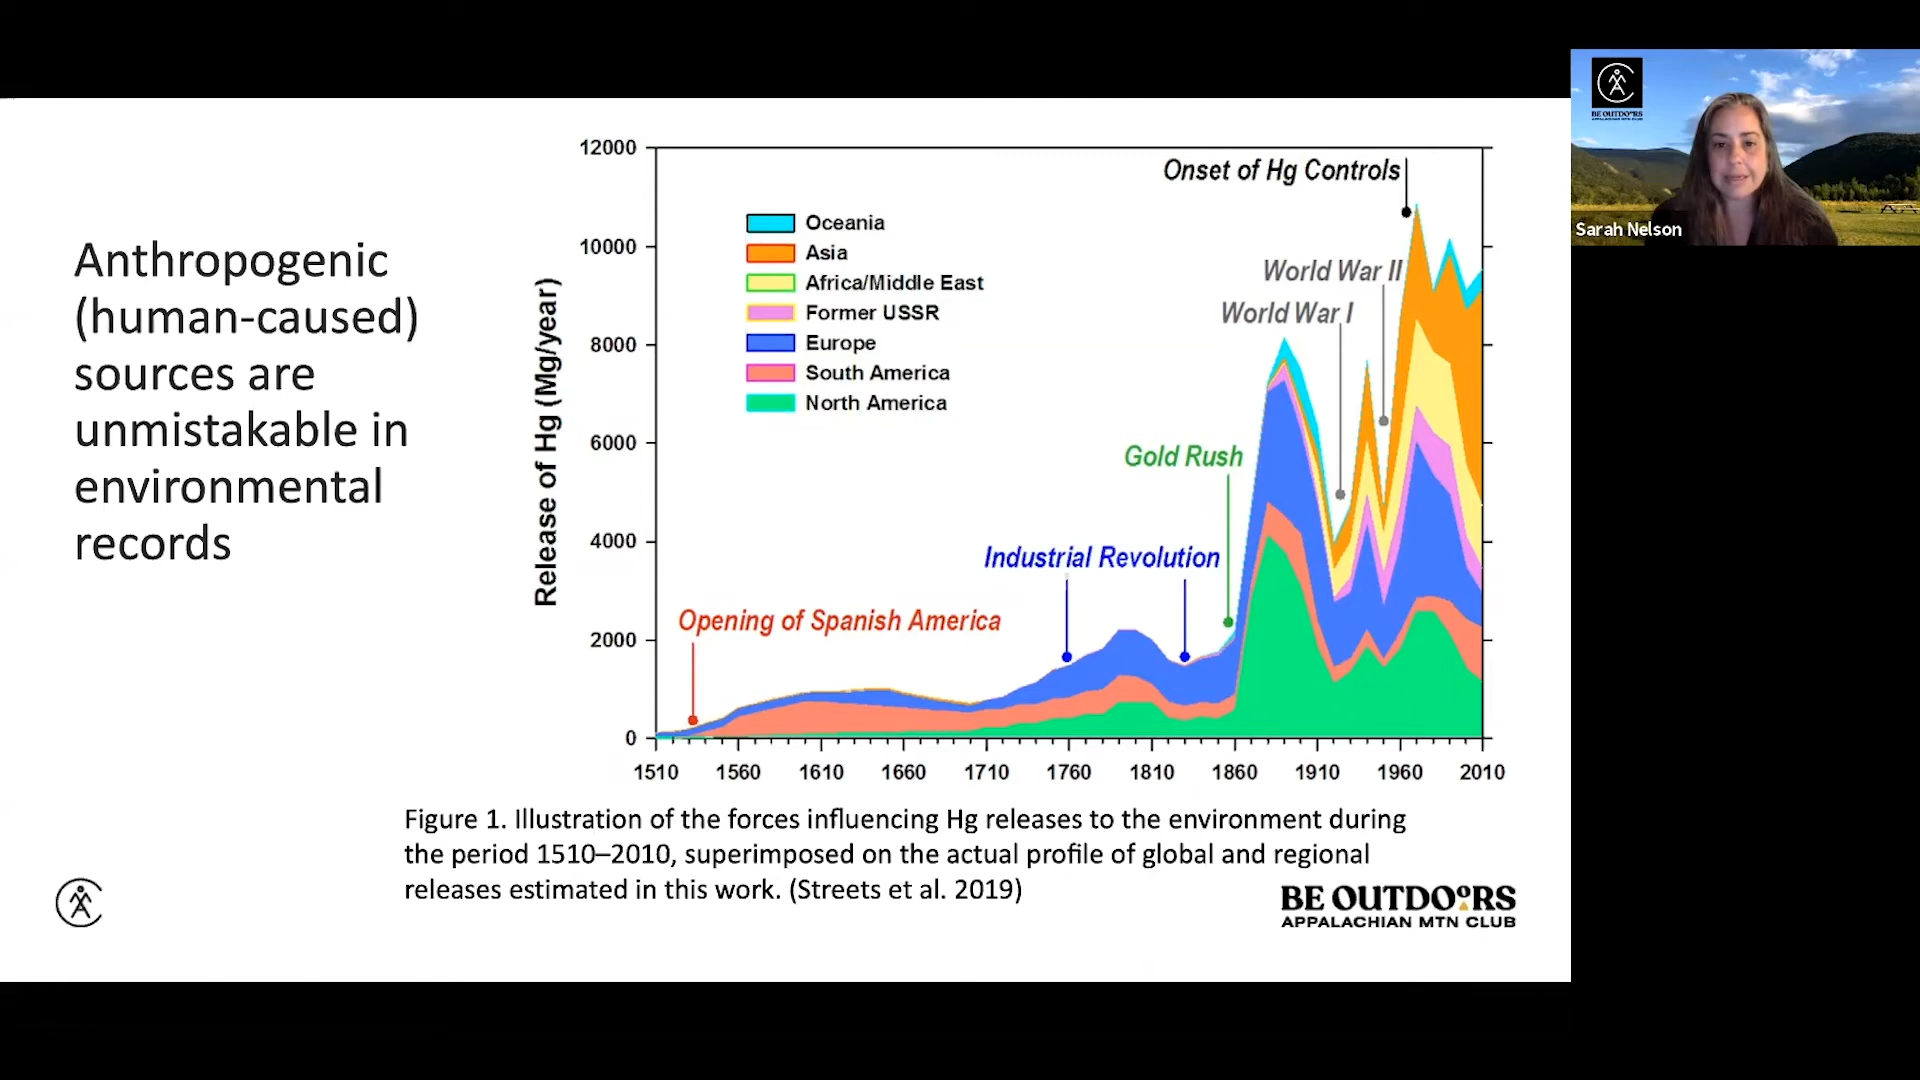 Anthropogenic
(human-caused)
sources are
unmistakable in
environmental
records
Release of Hg (Mg/year)
12000
10000
8000
6000
4000
2000
0
1510 1560 1610 1660 1710 1760 1810 1860 1910 1960 2010
Oceania
Asia
Africa/Middle East
Former USSR
Europe
South America
North America
Onset of Hg Controls
World War II
World War I
Gold Rush
Industrial Revolution
Opening of Spanish America
Figure 1. Illustration of the forces influencing Hg releases to the environment during
the period 1510–2010, superimposed on the actual profile of global and regional
releases estimated in this work. (Streets et al. 2019)
BE OUTDOORS
APPALACHIAN MTN CLUB
BE OUTDOORS
APPALACHIAN MTN CLUB
Sarah Nelson